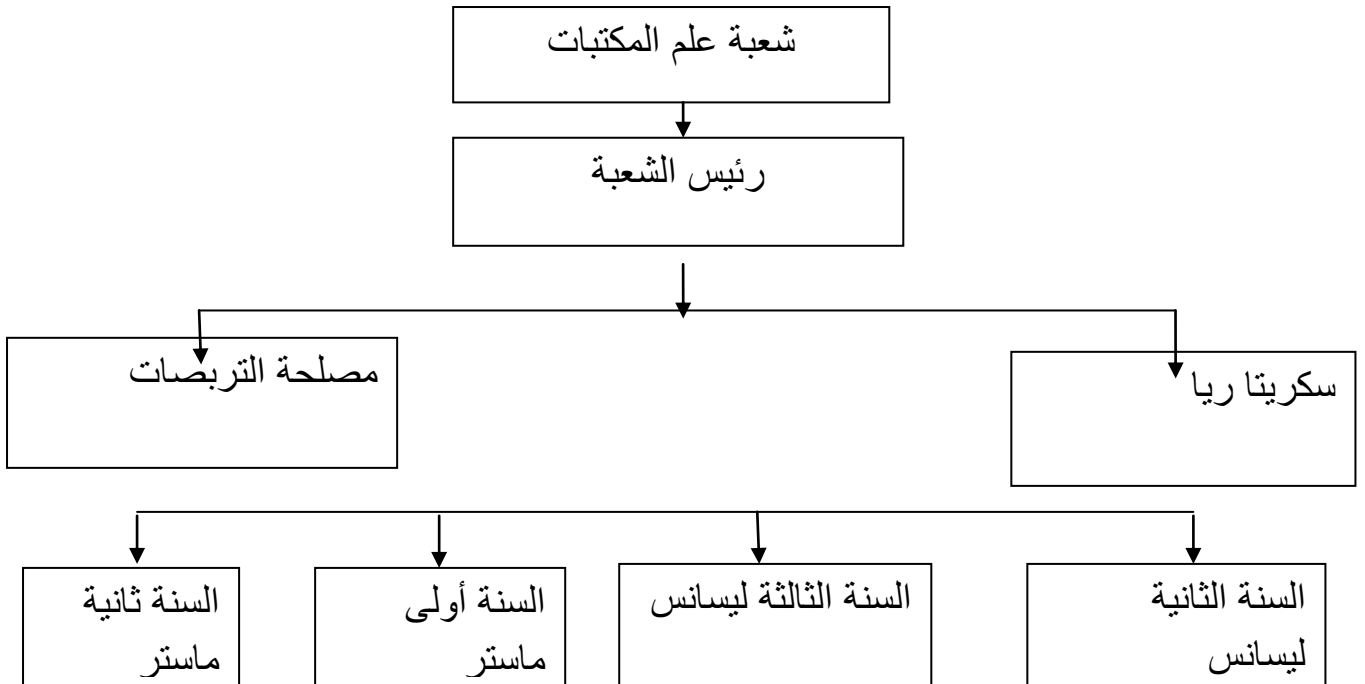 شعبة علم المكتبات
رئيس الشعبة
سكريتا ريا
مصلحة التربصات
السنة الثانية
ليسانس
السنة الثالثة ليسانس
السنة أولى
ماستر
السنة ثانية
ماستر